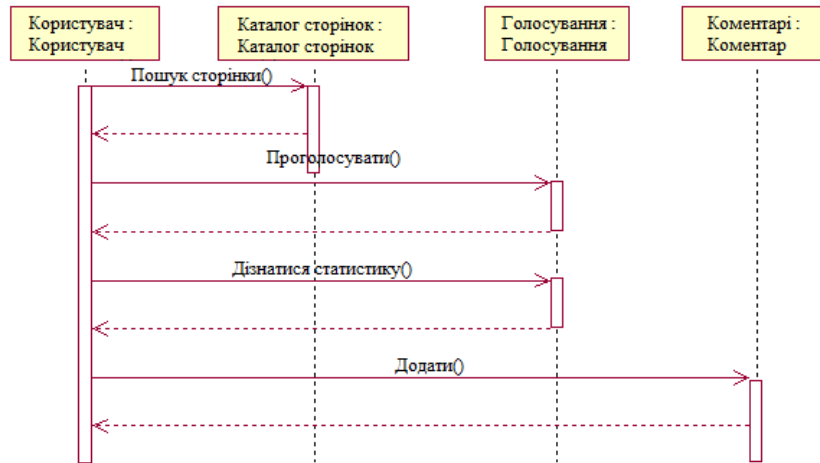 Користувач :
Користувач
Каталог сторінок :
Каталог сторінок
Голосування :
Голосування
Коментарі :
Коментар
Пошук сторінки()
Проголосувати()
Дізнатися статистику()
Додати()